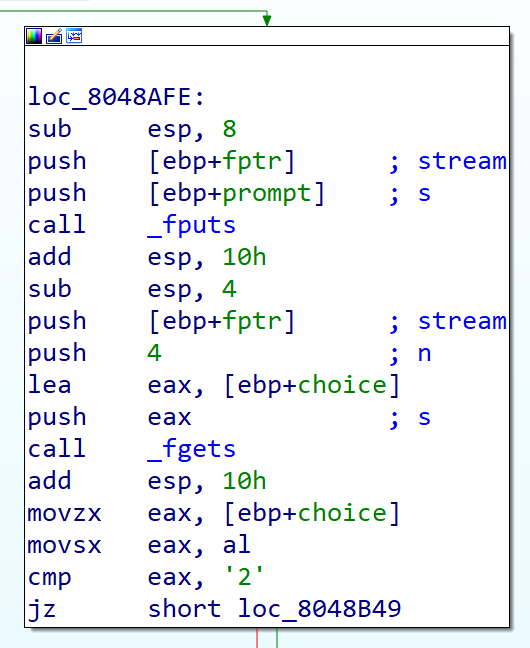 loc_8048AFE:
sub esp, 8
push [ebp+fptr] ; stream
push [ebp+prompt] ; s
call _fputs
add esp, 10h
sub esp, 4
push [ebp+fptr] ; stream
push 4 ; n
lea eax, [ebp+choice]
push eax ; s
call _fgets
add esp, 10h
movzx eax, [ebp+choice]
movsx eax, al
cmp eax, '2'
jz short loc_8048B49